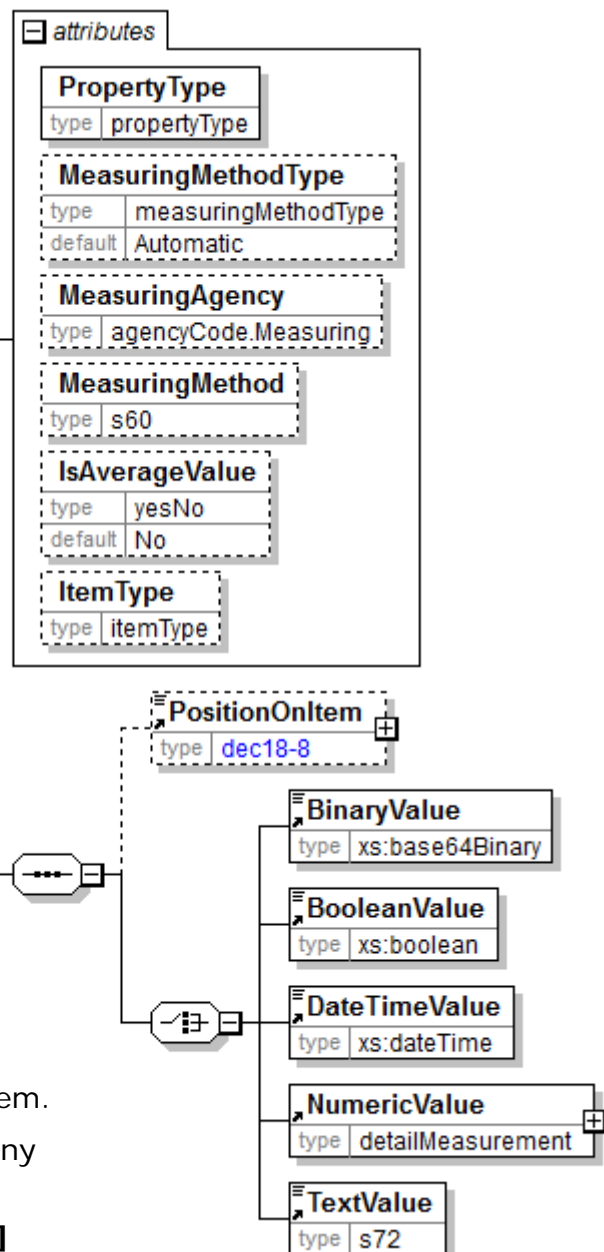 attributes
PropertyType
type propertyType
MeasuringMethodType
type measuringMethodType
default Automatic
MeasuringAgency
type agencyCode.Measuring
MeasuringMethod
type s60
IsAverageValue
type yesNo
default No
ItemType
type itemType
PositionOnItem
type dec18-8
BinaryValue
type xs:base64Binary
BooleanValue
type xs:boolean
DateTimeValue
type xs:dateTime
em.
NumericValue
type detailMeasurement
ny
TextValue
type s72